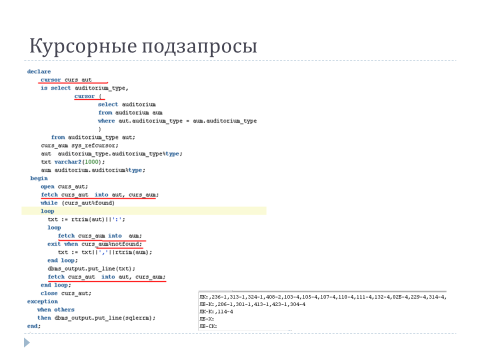 Курсорные подзапросы
declare
cursor curs_aut
is select auditorium_type,
cursor (
select auditorium
from auditorium aum
where aut.auditorium_type = aum.auditorium_type
)
from auditorium_type aut;
curs_aum sys_refcursor;
aut auditorium_type.auditorium_type%type;
txt varchar2(1000);
aum auditorium.auditorium%type;
begin
open curs_aut;
fetch curs_aut into aut, curs_aum;
while (curs_aut%found)
loop
txt := rtrim(aut)||':';
loop
fetch curs_aum into aum;
exit when curs_aum%notfound;
txt := txt||','||rtrim(aum);
end loop;
dbms_output.put_line(txt);
fetch curs_aut into aut, curs_aum;
end loop;
close curs_aut;
exception
when others
then dbms_output.put_line(sqlerrm);
end;
ЛК:,236-1,313-1,324-1,408-2,103-4,105-4,107-4,110-4,111-4,132-4,02Б-4,229-4,314-4,
ЛБ-К:,206-1,301-1,413-1,423-1,304-4
ЛК-К:,114-4
ЛБ-X:
ЛБ-СК: